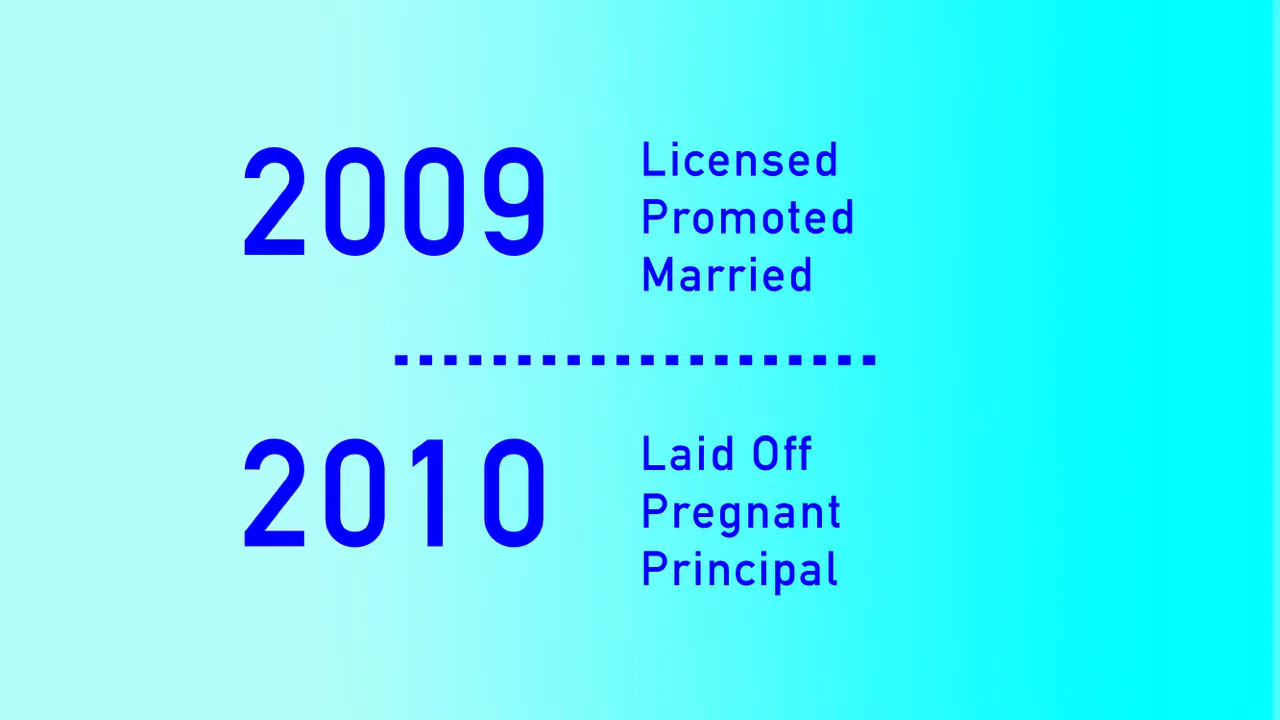 2009
Licensed
Promoted
Married
2010
Laid Off
Pregnant
Principal